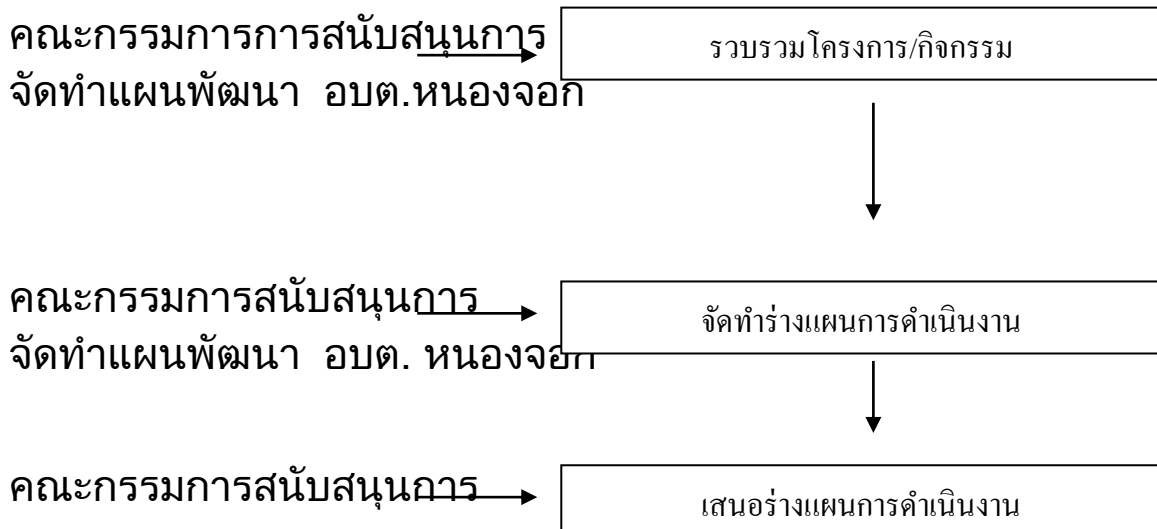 คณะกรรมการการสนับสนุนการ
จัดทำแผนพัฒนา อบต.หนองจอก
รวบรวมโครงการ/กิจกรรม
คณะกรรมการสนับสนุนการ
จัดทำแผนพัฒนา อบต. หนองจอก
จัดทำร่างแผนการดำเนินงาน
คณะกรรมการสนับสนุนการ
เสนอร่างแผนการดำเนินงาน